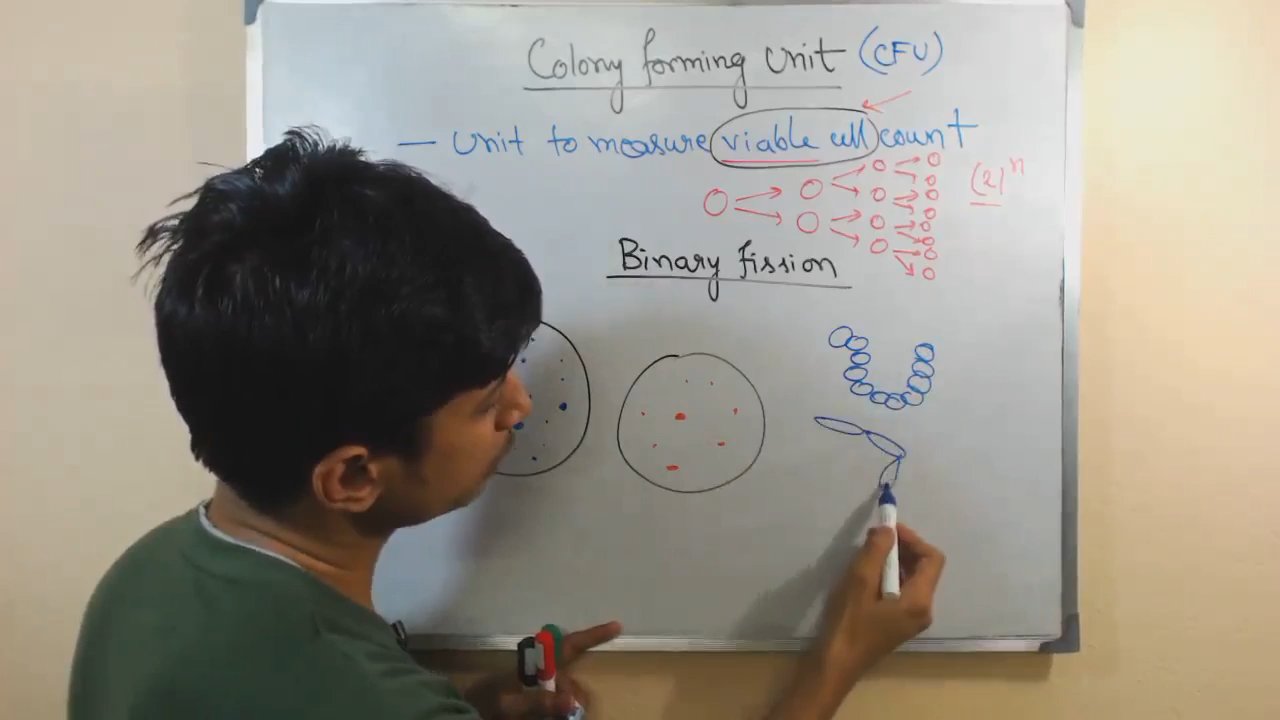 Colony forming Unit (CFU)
— Unit to measure viable cell count
(2)ⁿ
Binary fission